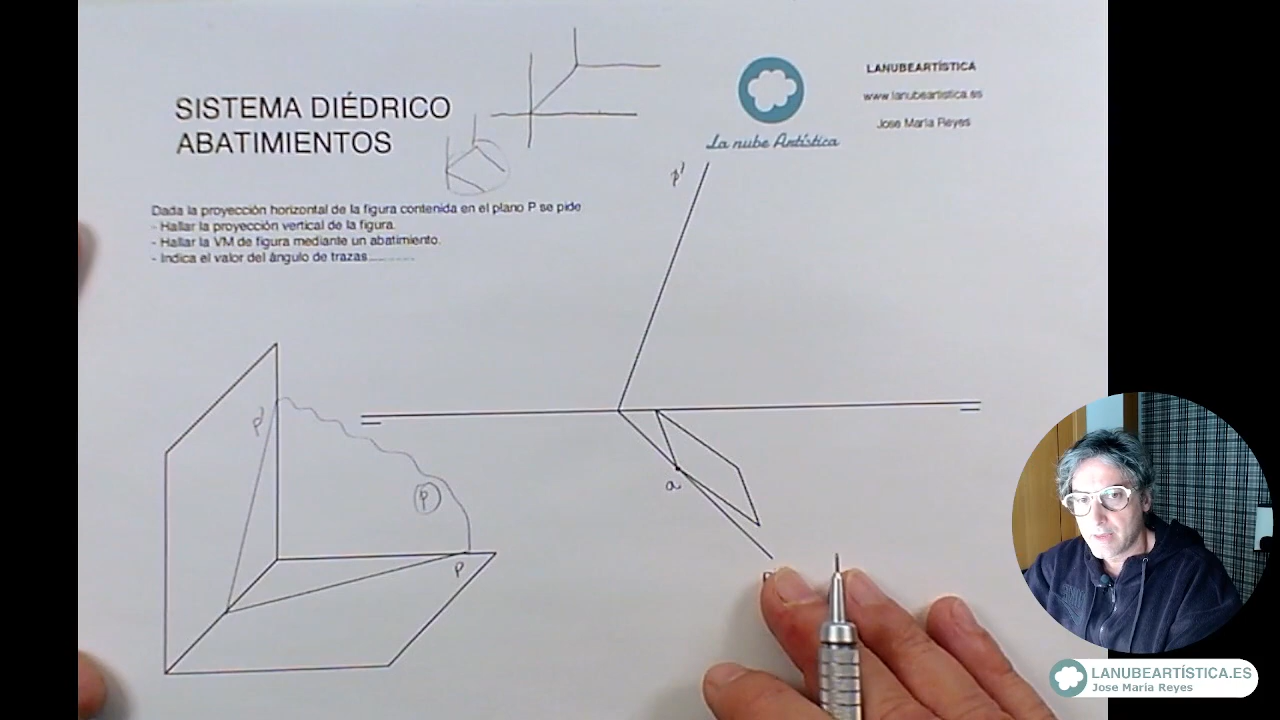 SISTEMA DIÉDRICO
ABATIMIENTOS
Dada la proyección horizontal de la figura contenida en el plano P se pide
- Hallar la proyección vertical de la figura.
- Hallar la VM de figura mediante un abatimiento.
- Indica el valor del ángulo de trazas............
La nube Artística
LANUBEARTÍSTICA
www.lanubeartistica.es
Jose María Reyes
p'
a
p'
P
p
LANUBEARTÍSTICA.ES
Jose María Reyes